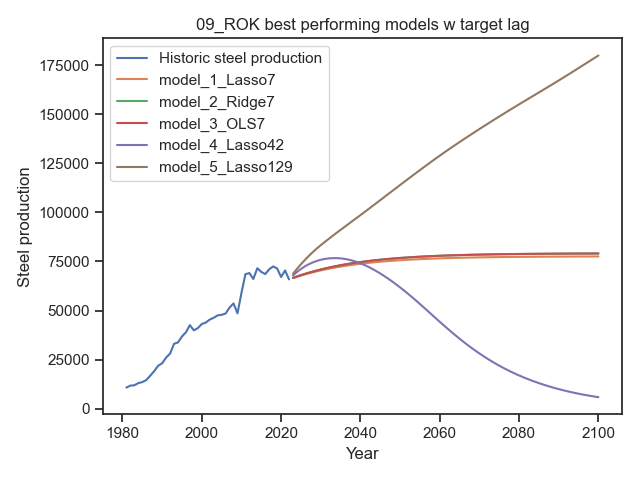 09_ROK best performing models w target lag
Historic steel production
model_1_Lasso7
model_2_Ridge7
model_3_OLS7
model_4_Lasso42
model_5_Lasso129
Steel production
175000
150000
125000
100000
75000
50000
25000
0
1980 2000 2020 2040 2060 2080 2100
Year